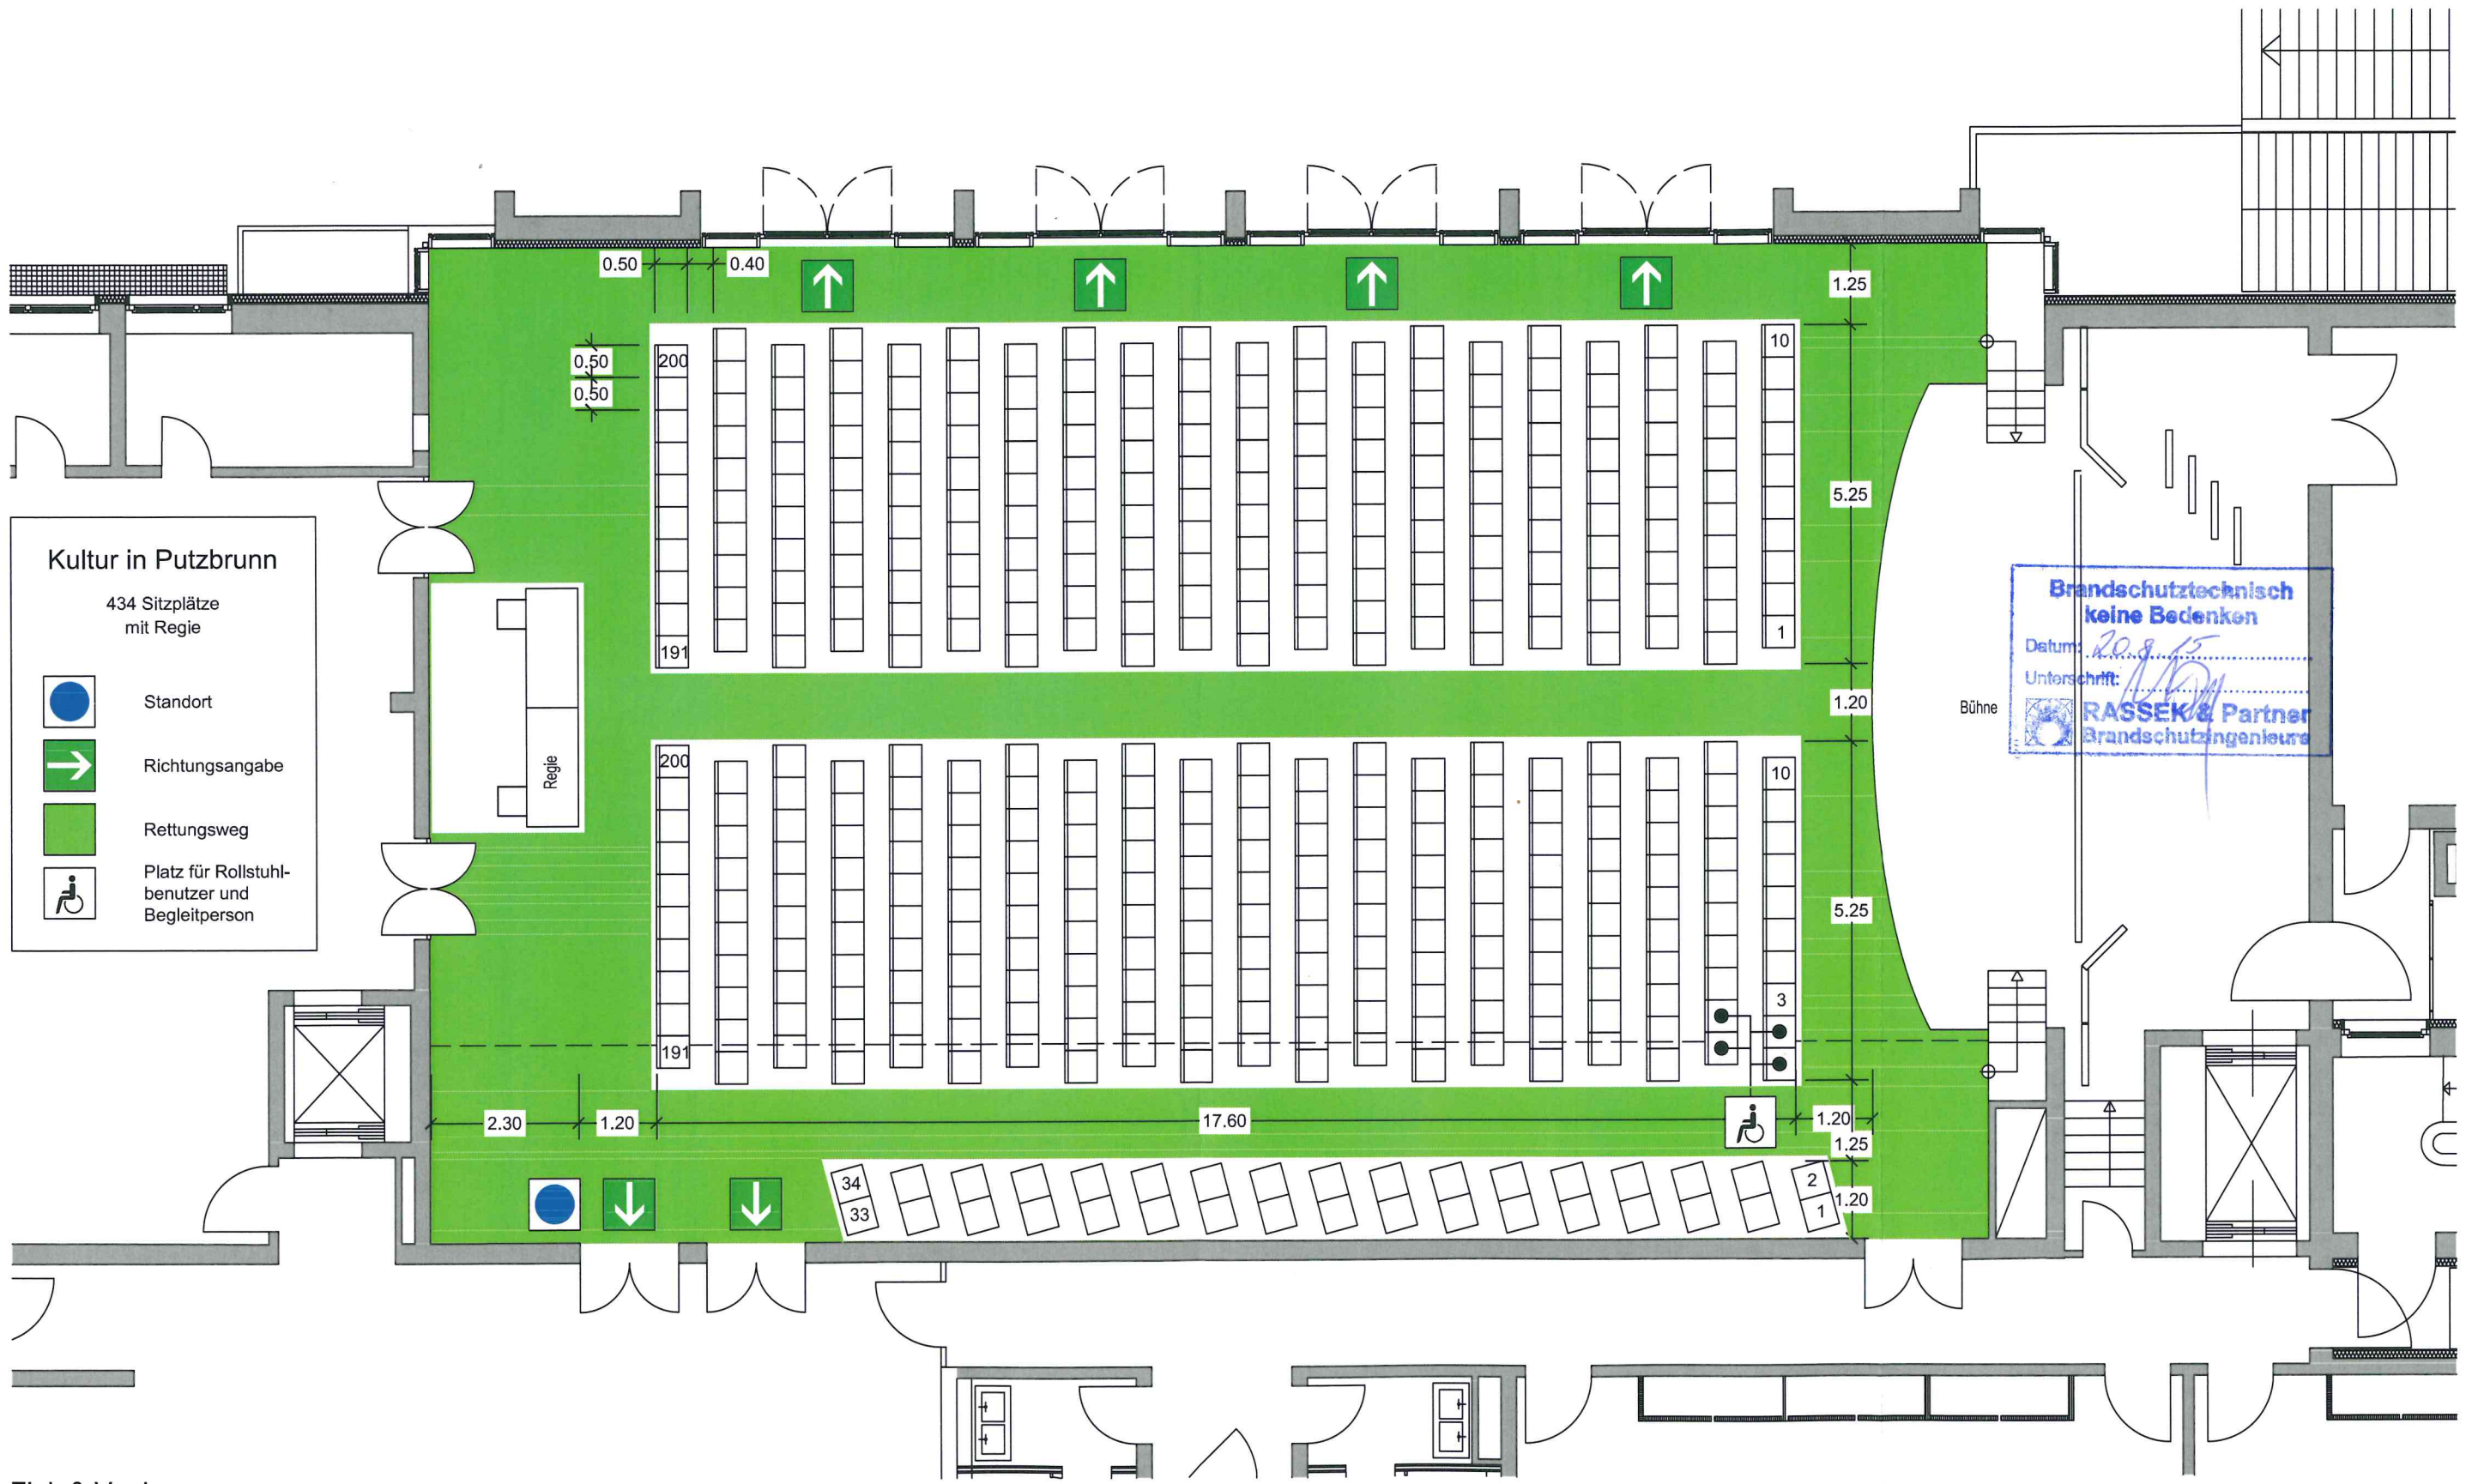 0.50
0.40
1.25
0.50
0.50
200
10
5.25
191
1
1.20
Kultur in Putzbrunn
434 Sitzplätze
mit Regie
Standort
Richtungsangabe
Rettungsweg
Platz für Rollstuhl-
benutzer und
Begleitperson
Regie
Bühne
Brandschutztechnisch
keine Bedenken
Datum: 20.8.15
Unterschrift:
RASSEK & Partner
Brandschutzingenieure
200
10
5.25
3
191
2.30
1.20
17.60
1.20
1.25
34
33
2
1
1.20